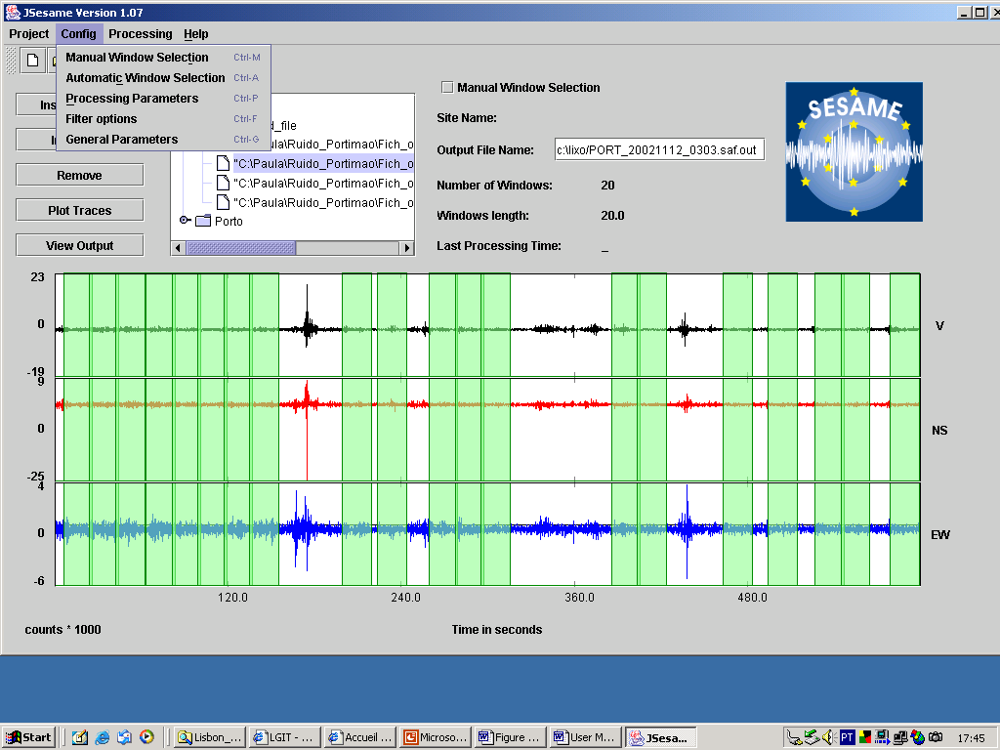 JSesame Version 1.07
Project Config Processing Help
Manual Window Selection Ctrl-M
Automatic Window Selection Ctrl-A
Processing Parameters Ctrl-P
Filter options Ctrl-F
General Parameters Ctrl-G
Ins
I
Remove
Plot Traces
View Output
d_file
aula\Ruido_Portimao\Fich_o
"C:\Paula\Ruido_Portimao\Fich_o
"C:\Paula\Ruido_Portimao\Fich_o
"C:\Paula\Ruido_Portimao\Fich_o
Porto
Manual Window Selection
Site Name:
Output File Name: c:\lixo/PORT_20021112_0303.saf.out
Number of Windows: 20
Windows length: 20.0
Last Processing Time: _
SESAME
23
0
-19
V
9
0
-25
NS
4
0
-6
EW
120.0 240.0 360.0 480.0
counts * 1000 Time in seconds
Start Lisbon_... LGIT - ... Accueil ... Microso... Figure ... User M... JSesa... PT 17:45